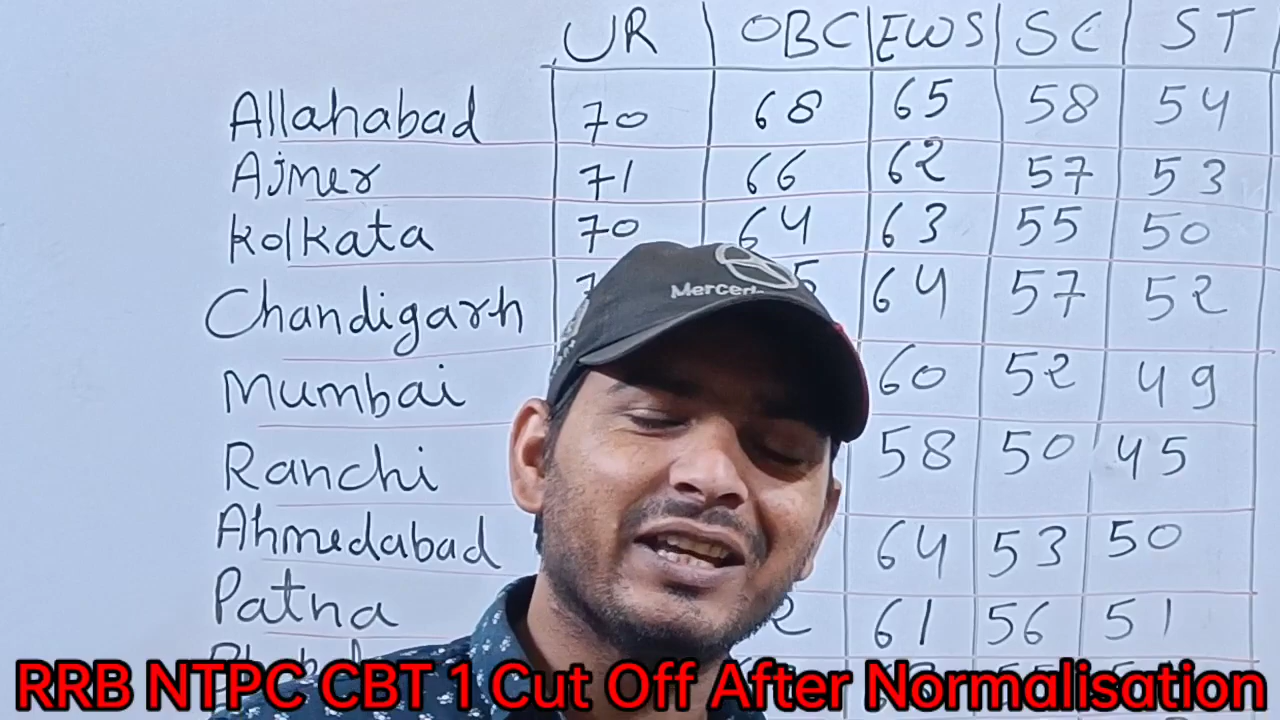 UR OBC EWS SC ST
Allahabad 70 68 65 58 54
Ajmer 71 66 62 57 53
Kolkata 70 64 63 55 50
Chandigarh 64 57 52
Mercedes
Mumbai 60 52 49
Ranchi 58 50 45
Ahmedabad 64 53 50
Patna 61 56 51
RRB NTPC CBT 1 Cut Off After Normalisation